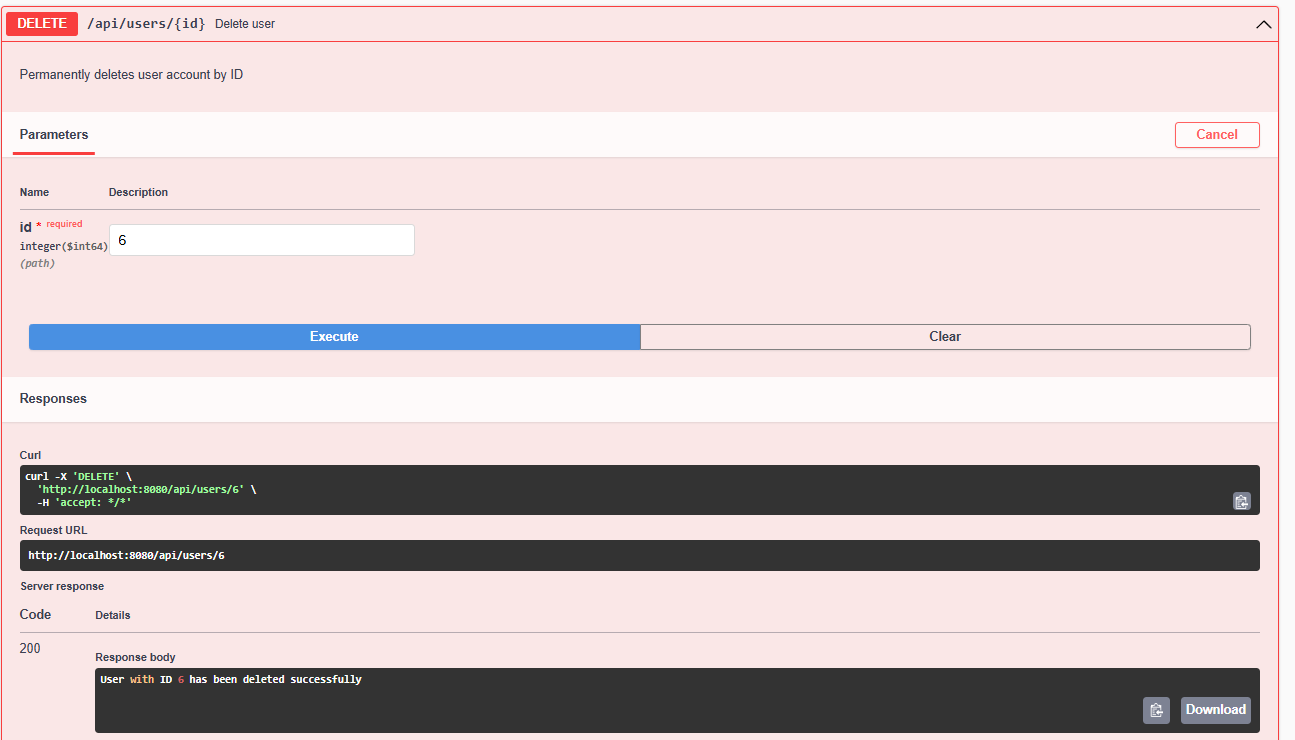 DELETE /api/users/{id} Delete user
Permanently deletes user account by ID
Parameters
Cancel
Name Description
id * required
integer($int64)
(path)
6
Execute Clear
Responses
Curl
curl -X 'DELETE' \
'http://localhost:8080/api/users/6' \
-H 'accept: */*'
Request URL
http://localhost:8080/api/users/6
Server response
Code Details
200
Response body
User with ID 6 has been deleted successfully
Download